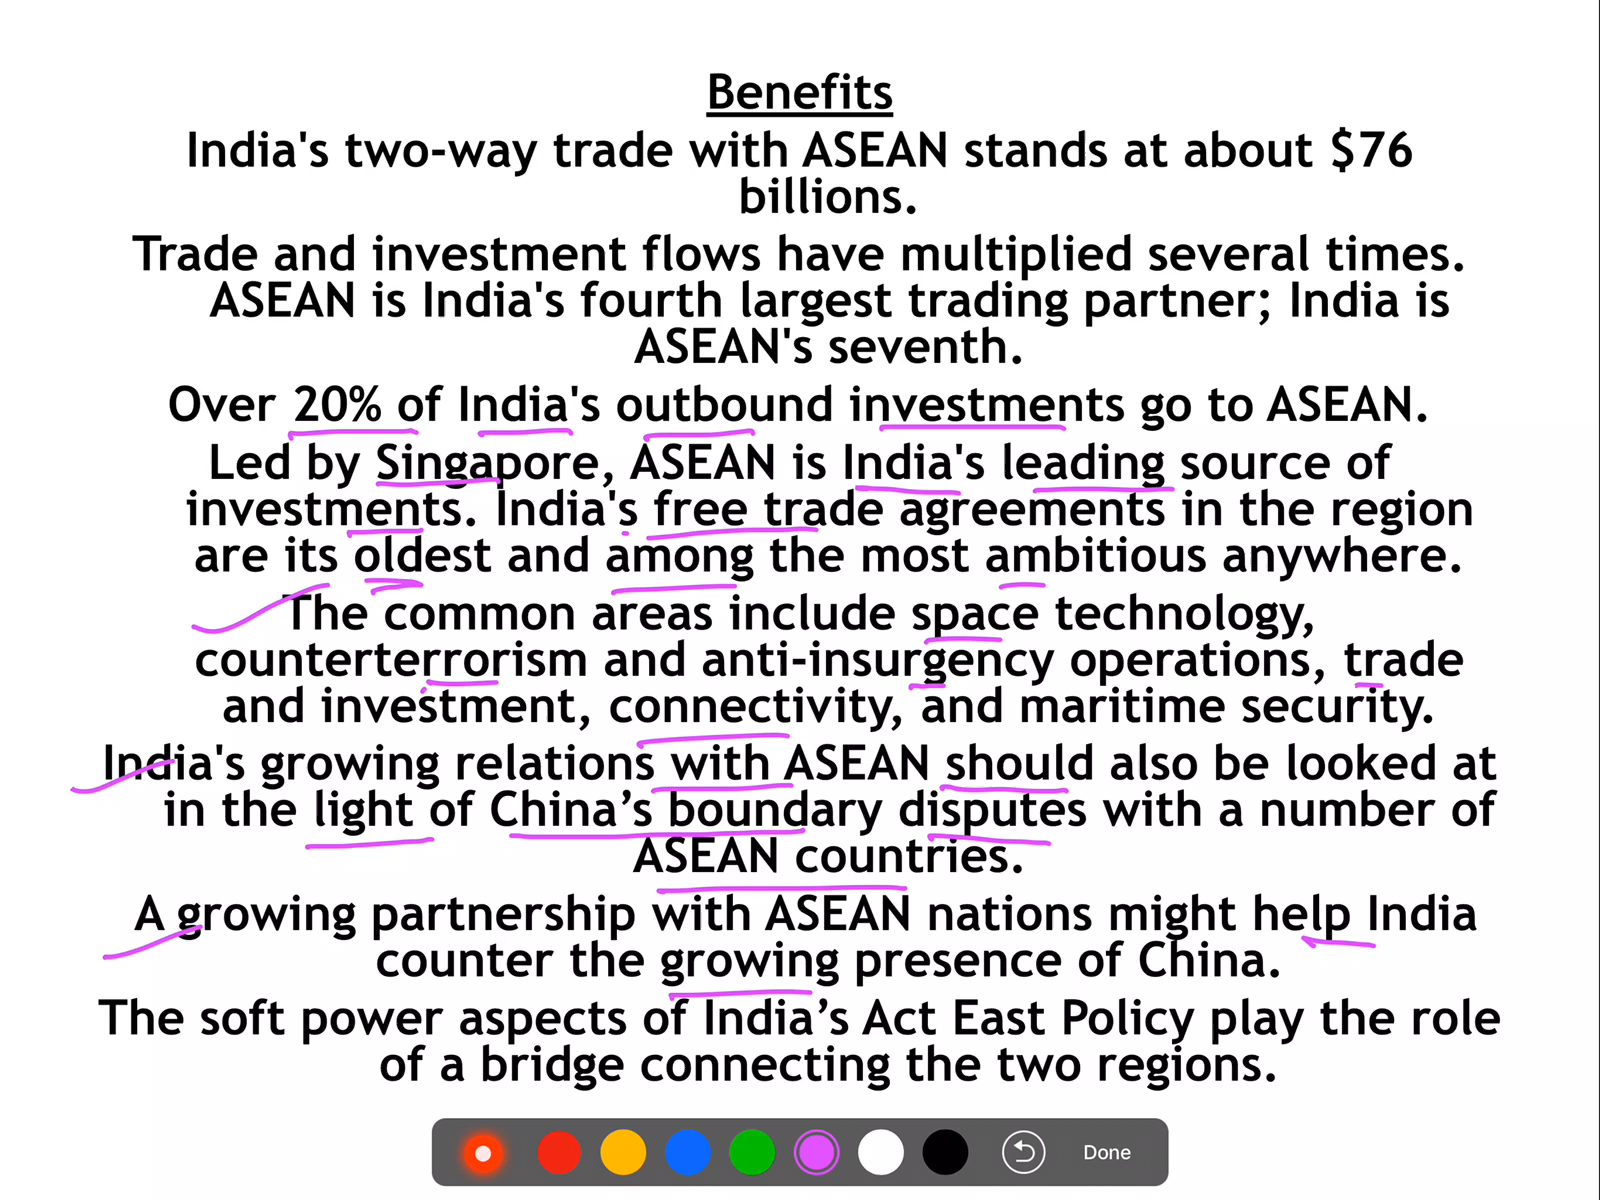 Benefits
India's two-way trade with ASEAN stands at about $76
billions.
Trade and investment flows have multiplied several times.
ASEAN is India's fourth largest trading partner; India is
ASEAN's seventh.
Over 20% of India's outbound investments go to ASEAN.
Led by Singapore, ASEAN is India's leading source of
investments. India's free trade agreements in the region
are its oldest and among the most ambitious anywhere.
The common areas include space technology,
counterterrorism and anti-insurgency operations, trade
and investment, connectivity, and maritime security.
India's growing relations with ASEAN should also be looked at
in the light of China’s boundary disputes with a number of
ASEAN countries.
A growing partnership with ASEAN nations might help India
counter the growing presence of China.
The soft power aspects of India’s Act East Policy play the role
of a bridge connecting the two regions.
Done